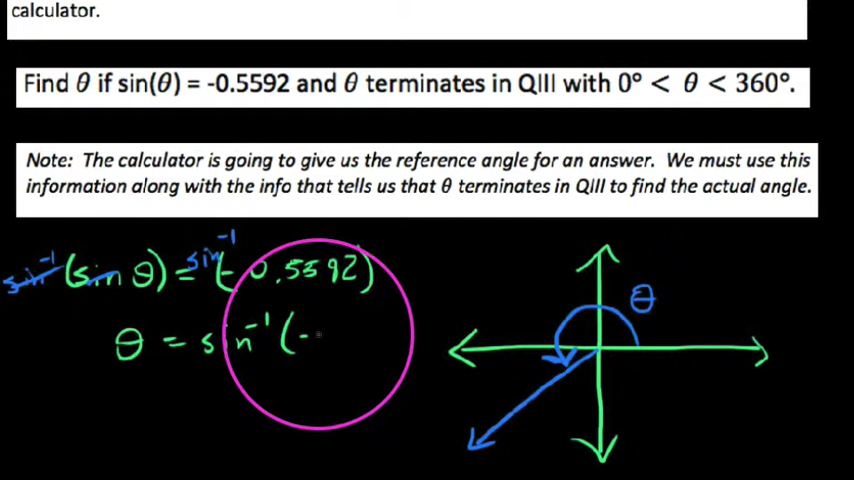 calculator.
Find θ if sin(θ) = -0.5592 and θ terminates in QIII with 0° < θ < 360°.
Note: The calculator is going to give us the reference angle for an answer. We must use this
information along with the info that tells us that θ terminates in QIII to find the actual angle.
sin⁻¹(sin θ) = sin⁻¹(-0.5592)
θ = sin⁻¹(-
θ